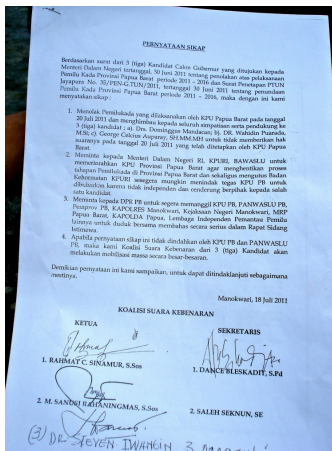 PERNYATAAN SIKAP
Berdasarkan surat dari 3 (tiga) Kandidat Calon Gubernur yang ditujukan kepada
Menteri Dalam Negeri tertanggal, 30 Juni 2011 tentang penolakan atas pelaksanaan
Pemilu Kada Provinsi Papua Barat periode 2011 – 2016 dan Surat Penetapan PTUN
Jayapura No. 35/PEN-G.TUN/2011, tertanggal 30 Juni 2011 tentang penundaan
Pemilu Kada Provinsi Papua Barat periode 2011 – 2016, maka dengan ini kami
menyatakan sikap :
1. Menolak Pemilukada yang dilaksanakan oleh KPU Papua Barat pada tanggal
20 Juli 2011 dan menghimbau kepada seluruh simpatisan serta pendukung ke
3 (tiga) kandidat ; a). Drs. Dominggus Mandacan; b). DR. Wahidin Puarada,
M.Si; c) George Celcius Auparay, SH,MM,MH untuk tidak memberikan hak
suaranya pada tanggal 20 Juli 2011 yang telah ditetapkan oleh KPU Papua
Barat.
2. Meminta kepada Menteri Dalam Negeri RI, KPURI, BAWASLU untuk
memerintahkan KPU Provinsi Papua Barat agar menghentikan proses
tahapan Pemilukada di Provinsi Papua Barat dan sekaligus mengutus Badan
Kehormatan KPURI sesegera mungkin menindak tegas KPU PB untuk
dibubarkan karena tidak independen dan cenderung berpihak kepada salah
satu kandidat
3. Meminta kepada DPR PB untuk segera memanggil KPU PB, PANWASLU PB,
Pemprov PB, KAPOLRES Manokwari, Kejaksaan Negeri Manokwari, MRP
Papua Barat, KAPOLDA Papua, Lembaga Independen Pemantau Pemilu
lainnya untuk duduk bersama membahas secara serius dalam Rapat Sidang
Istimewa.
4. Apabila pernyataan sikap ini tidak diindahkan oleh KPU PB dan PANWASLU
PB, maka kami Koalisi Suara Kebenaran dari 3 (tiga) Kandidat akan
melakukan mobilisasi massa secara besar-besaran.
Demikian pernyataan ini kami sampaikan, untuk dapat ditindaklanjuti sebagaimana
mestinya.
Manokwari, 18 Juli 2011
KOALISI SUARA KEBENARAN
KETUA
SEKRETARIS
1. RAHMAT C. SINAMUR, S.Sos
1. DANCE BLESKADIT, S.Pd
2. M. SANUSI RAHANINGMAS, S.Sos
2. SALEH SEKNUN, SE
(3) DR STEVEN IWANGIN 3